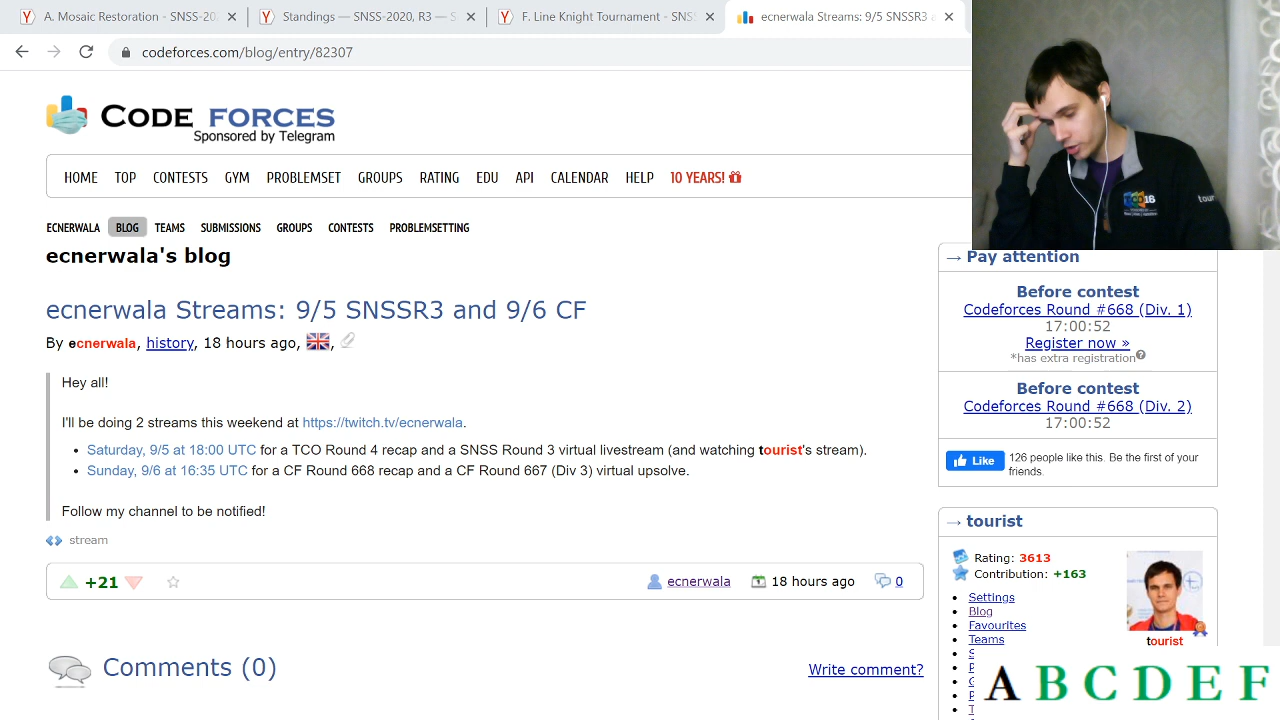 A. Mosaic Restoration - SNSS-202
Standings — SNSS-2020, R3 — S
F. Line Knight Tournament - SNSS
ecnerwala Streams: 9/5 SNSSR3 a
codeforces.com/blog/entry/82307
CODE FORCES
Sponsored by Telegram
HOME TOP CONTESTS GYM PROBLEMSET GROUPS RATING EDU API CALENDAR HELP 10 YEARS!
ECNERWALA BLOG TEAMS SUBMISSIONS GROUPS CONTESTS PROBLEMSETTING
ecnerwala's blog
ecnerwala Streams: 9/5 SNSSR3 and 9/6 CF
By ecnerwala, history, 18 hours ago,
Hey all!
I'll be doing 2 streams this weekend at https://twitch.tv/ecnerwala.
• Saturday, 9/5 at 18:00 UTC for a TCO Round 4 recap and a SNSS Round 3 virtual livestream (and watching tourist's stream).
• Sunday, 9/6 at 16:35 UTC for a CF Round 668 recap and a CF Round 667 (Div 3) virtual upsolve.
Follow my channel to be notified!
stream
+21 ecnerwala 18 hours ago 0
Comments (0) Write comment?
TCO18
tour
→ Pay attention
Before contest
Codeforces Round #668 (Div. 1)
17:00:52
Register now »
*has extra registration
Before contest
Codeforces Round #668 (Div. 2)
17:00:52
Like 126 people like this. Be the first of your
friends.
→ tourist
Rating: 3613
Contribution: +163
Settings
Blog
Favourites
Teams
tourist
A B C D E F